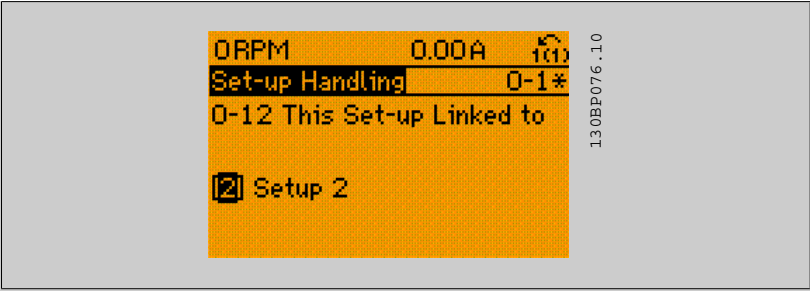 0RPM 0.00A 1(1)
Set-up Handling 0-1*
0-12 This Set-up Linked to
[2] Setup 2
130BP076.10